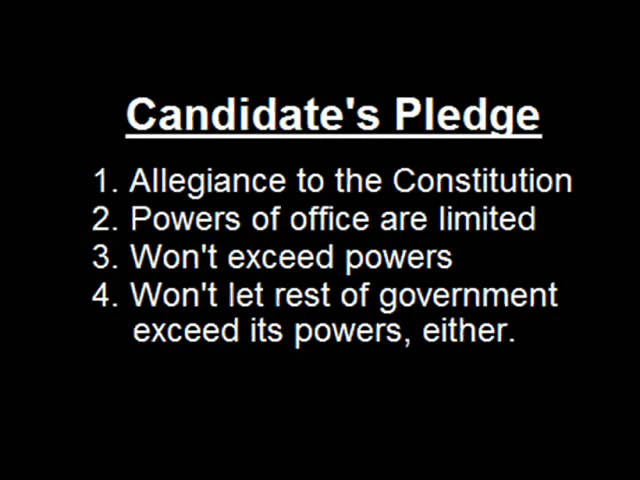 Candidate's Pledge
1. Allegiance to the Constitution
2. Powers of office are limited
3. Won't exceed powers
4. Won't let rest of government
exceed its powers, either.